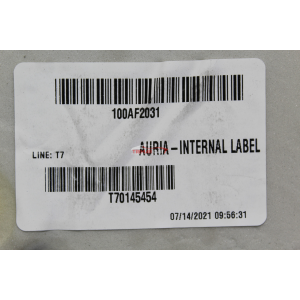 100AF2031
AURIA-INTERNAL LABEL
LINE: T7
T70145454
07/14/2021 09:56:31